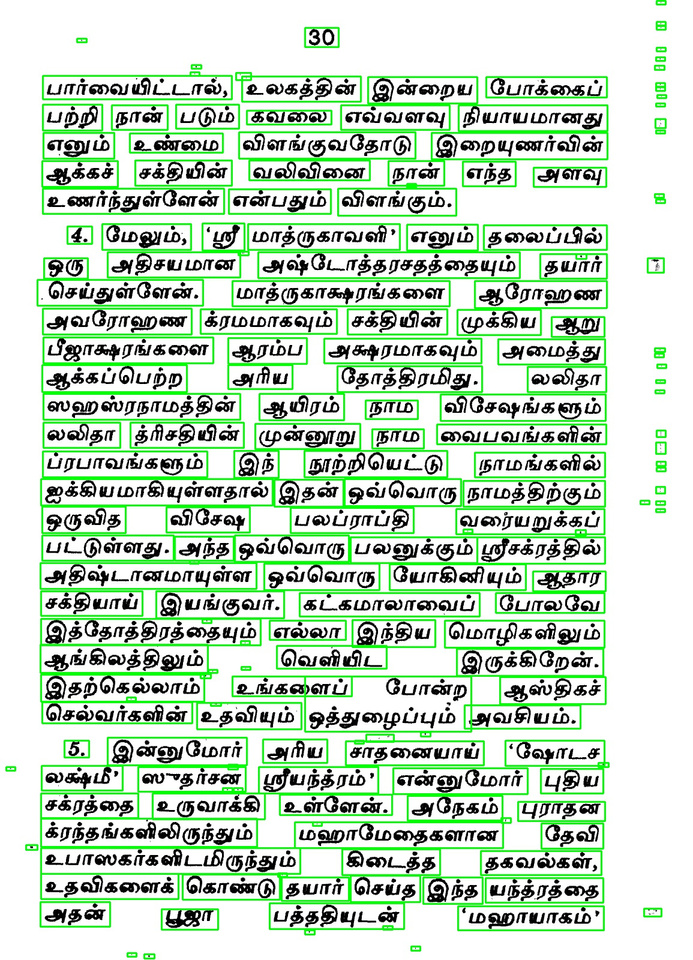 30
பார்வையிட்டால், உலகத்தின் இன்றைய போக்கைப்
பற்றி நான் படும் கவலை எவ்வளவு நியாயமானது
எனும் உண்மை விளங்குவதோடு இறையுணர்வின்
ஆக்கச் சக்தியின் வலிவினை நான் எந்த அளவு
உணர்ந்துள்ளேன் என்பதும் விளங்கும்.
4. மேலும், ‘ஸ்ரீ மாத்ருகாவளி’ எனும் தலைப்பில்
ஒரு அதிசயமான அஷ்டோத்தரசதத்தையும் தயார்
செய்துள்ளேன். மாத்ருகாக்ஷரங்களை ஆரோஹண
அவரோஹண க்ரமமாகவும் சக்தியின் முக்கிய ஆறு
பீஜாக்ஷரங்களை ஆரம்ப அக்ஷரமாகவும் அமைத்து
ஆக்கப்பெற்ற அரிய தோத்திரமிது. லலிதா
ஸஹஸ்ரநாமத்தின் ஆயிரம் நாம விசேஷங்களும்
லலிதா த்ரிசதியின் முன்னூறு நாம வைபவங்களின்
ப்ரபாவங்களும் இந் நூற்றியெட்டு நாமங்களில்
ஐக்கியமாகியுள்ளதால் இதன் ஒவ்வொரு நாமத்திற்கும்
ஒருவித விசேஷ பலப்ராப்தி வரையறுக்கப்
பட்டுள்ளது. அந்த ஒவ்வொரு பலனுக்கும் ஸ்ரீசக்ரத்தில்
அதிஷ்டானமாயுள்ள ஒவ்வொரு யோகினியும் ஆதார
சக்தியாய் இயங்குவர். கட்கமாலாவைப் போலவே
இத்தோத்திரத்தையும் எல்லா இந்திய மொழிகளிலும்
ஆங்கிலத்திலும் வெளியிட இருக்கிறேன்.
இதற்கெல்லாம் உங்களைப் போன்ற ஆஸ்திகச்
செல்வர்களின் உதவியும் ஒத்துழைப்பும் அவசியம்.
5. இன்னுமோர் அரிய சாதனையாய் ‘ஷோடச
லக்ஷ்மீ’ ஸுதர்சன ஸ்ரீயந்த்ரம்’ என்னுமோர் புதிய
சக்ரத்தை உருவாக்கி உள்ளேன். அநேகம் புராதன
க்ரந்தங்களிலிருந்தும் மஹாமேதைகளான தேவி
உபாஸகர்களிடமிருந்தும் கிடைத்த தகவல்கள்,
உதவிகளைக் கொண்டு தயார் செய்த இந்த யந்த்ரத்தை
அதன் பூஜா பத்ததியுடன் ‘மஹாயாகம்’